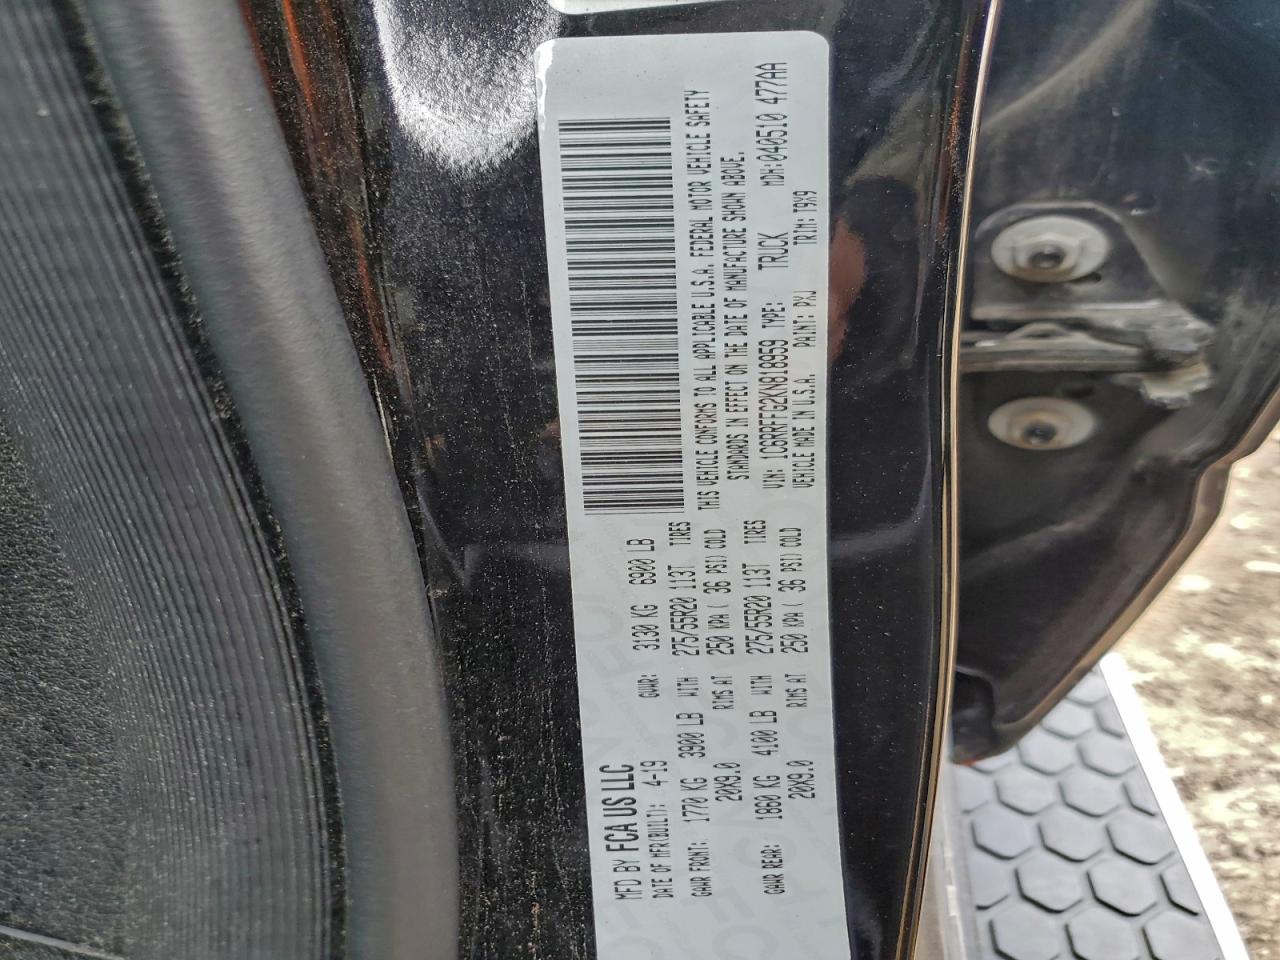 MFD BY FCA US LLC
DATE OF MFR(BUILT): 4-19 GVWR: 3130 KG 6900 LB
GAWR FRONT: 1770 KG 3900 LB WITH 275/55R20 113T TIRES
20X9.0 RIMS AT 250 KPA ( 36 PSI) COLD
GAWR REAR: 1860 KG 4100 LB WITH 275/55R20 113T TIRES
20X9.0 RIMS AT 250 KPA ( 36 PSI) COLD
THIS VEHICLE CONFORMS TO ALL APPLICABLE U.S.A. FEDERAL MOTOR VEHICLE SAFETY
STANDARDS IN EFFECT ON THE DATE OF MANUFACTURE SHOWN ABOVE.
VIN: 1C6RRFFG2KN818959 TYPE: TRUCK MDH:040510 477AA
VEHICLE MADE IN U.S.A. PAINT: PXJ TRIM: T9X9